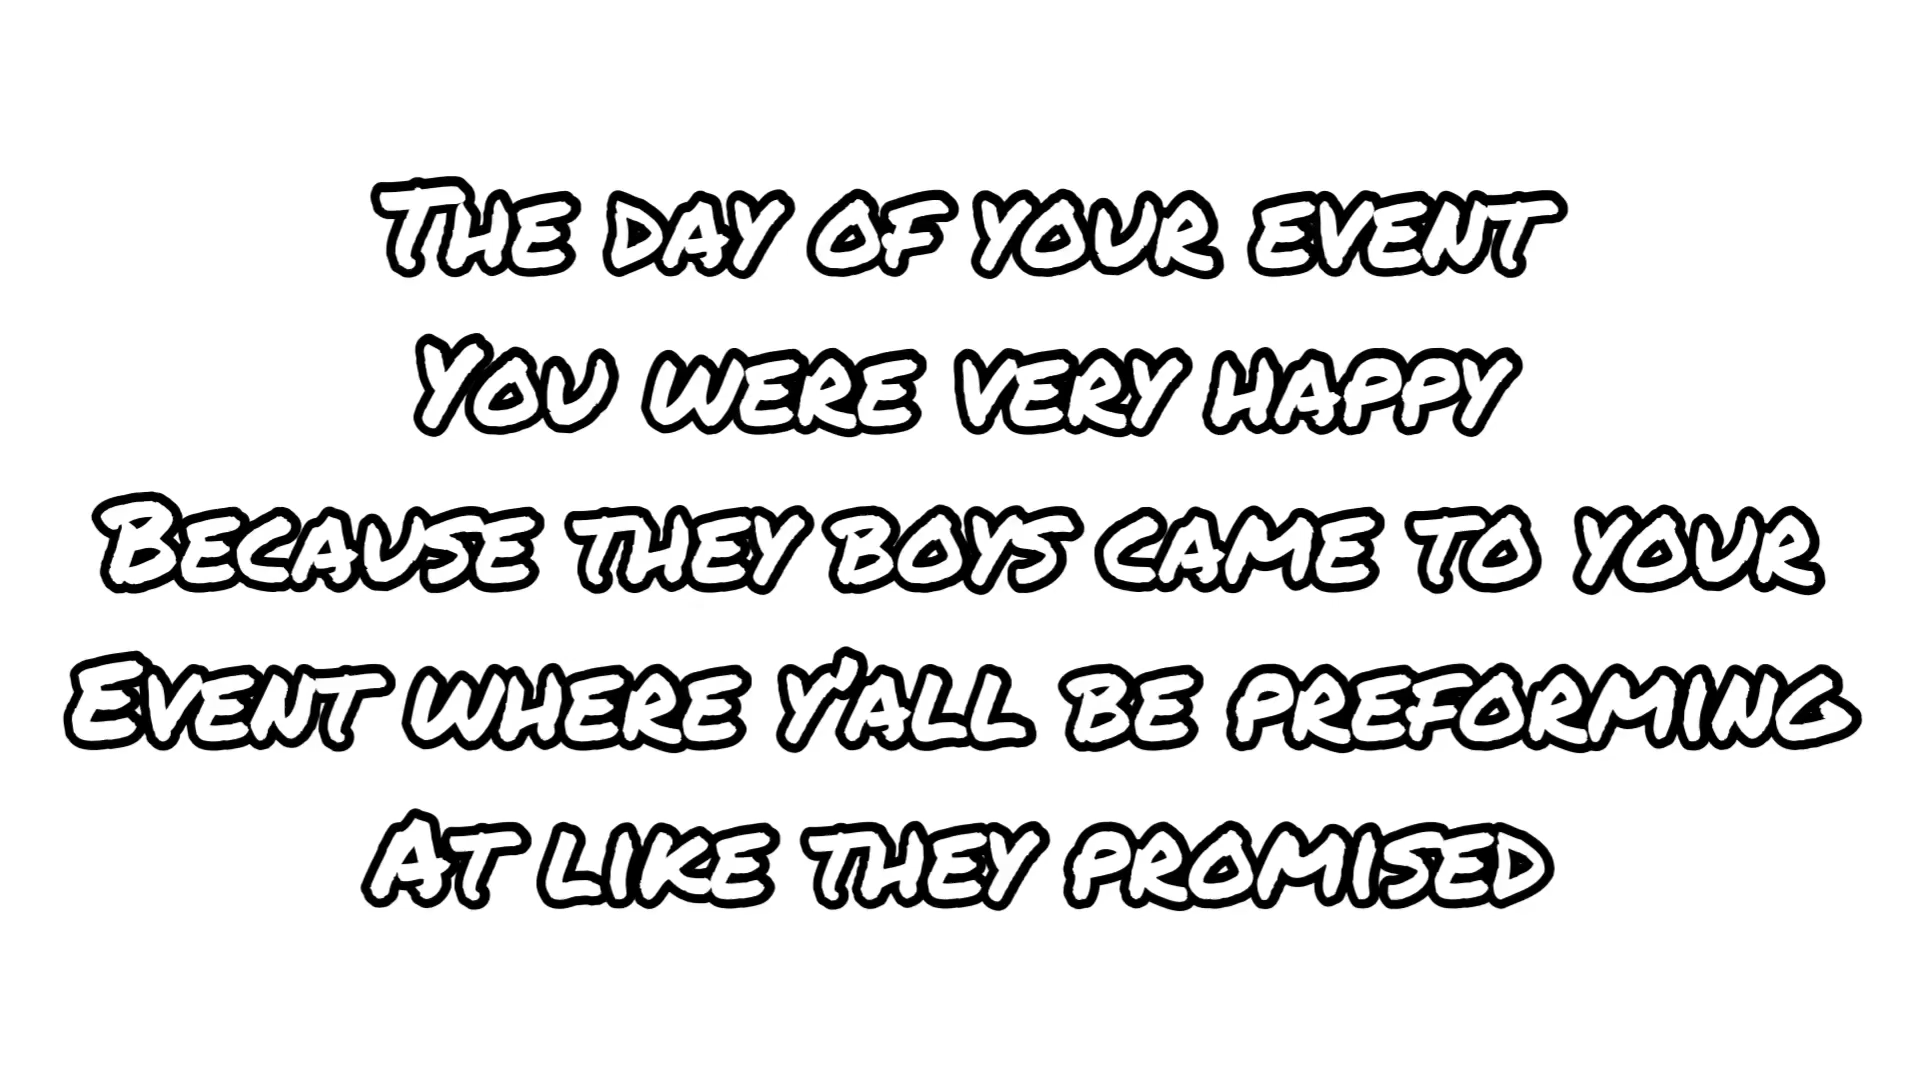 The day of your event
You were very happy
Because they boys came to your
Event where y'all be preforming
At like they promised